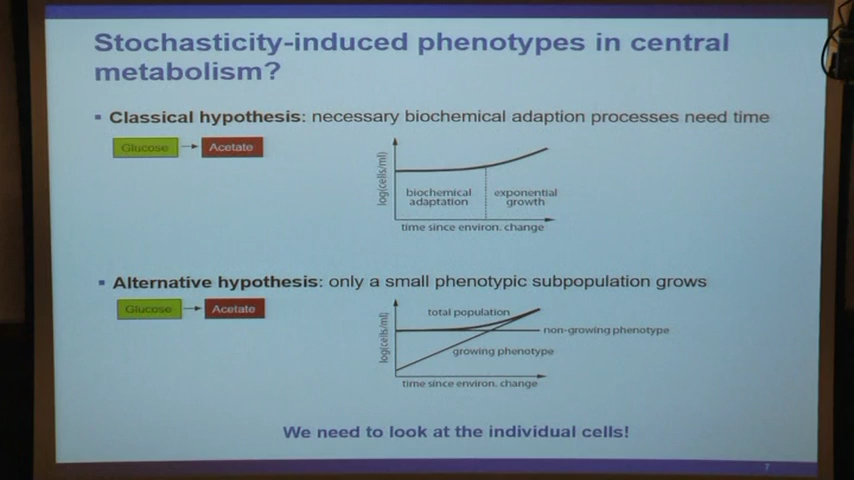 Stochasticity-induced phenotypes in central
metabolism?
▪ Classical hypothesis: necessary biochemical adaption processes need time
Glucose → Acetate
log(cells/ml)
biochemical
adaptation
exponential
growth
time since environ. change
▪ Alternative hypothesis: only a small phenotypic subpopulation grows
Glucose → Acetate
log(cells/ml)
total population
non-growing phenotype
growing phenotype
time since environ. change
We need to look at the individual cells!
7